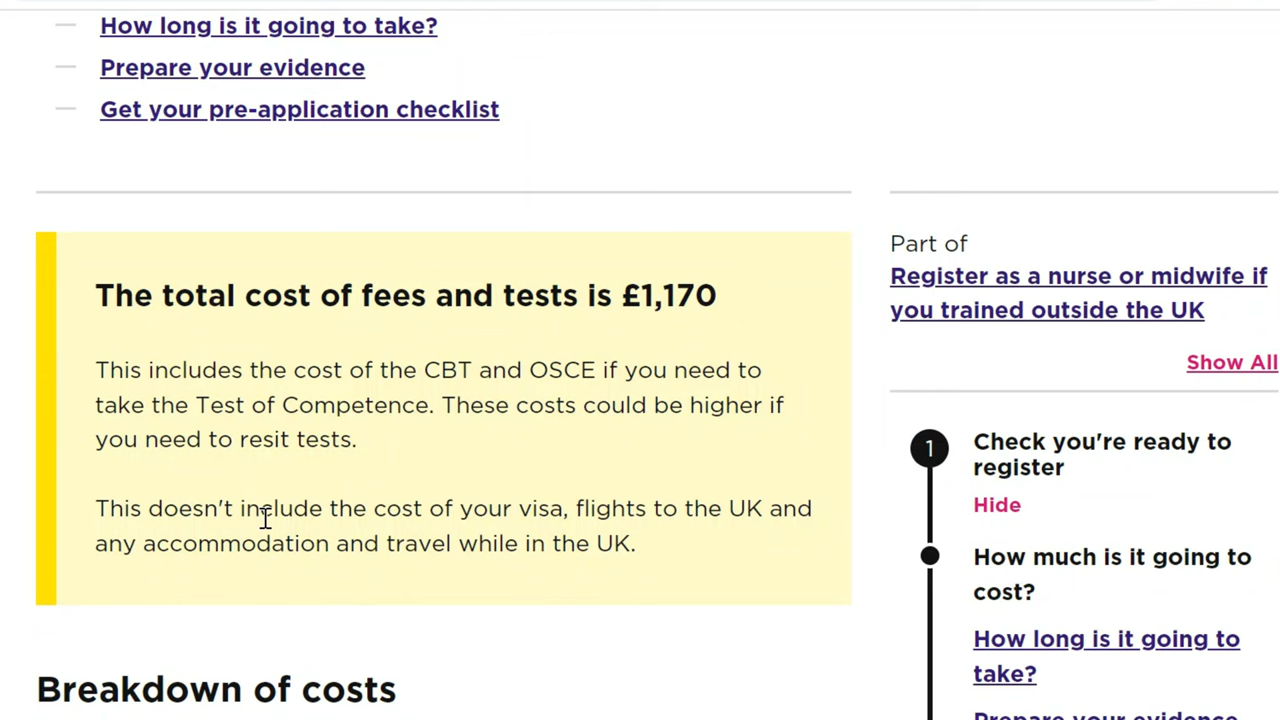 How long is it going to take?
Prepare your evidence
Get your pre-application checklist
The total cost of fees and tests is £1,170
This includes the cost of the CBT and OSCE if you need to
take the Test of Competence. These costs could be higher if
you need to resit tests.
This doesn't include the cost of your visa, flights to the UK and
any accommodation and travel while in the UK.
Breakdown of costs
Part of
Register as a nurse or midwife if
you trained outside the UK
Show All
1
Check you're ready to
register
Hide
How much is it going to
cost?
How long is it going to
take?
Prepare your evidence